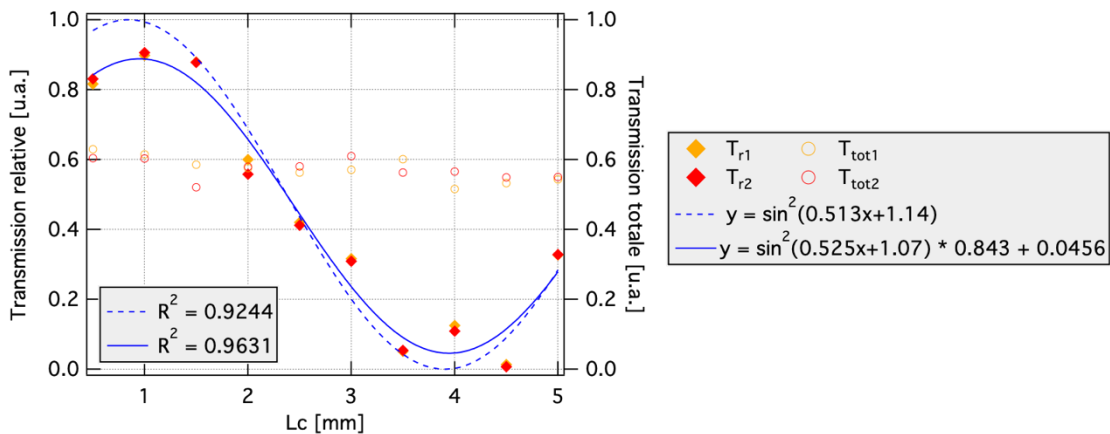 Transmission relative [u.a.]
1.0
0.8
0.6
0.4
0.2
0.0
R² = 0.9244
R² = 0.9631
1 2 3 4 5
Lc [mm]
1.0
0.8
0.6
0.4
0.2
0.0
Transmission totale [u.a.]
Tr1 Ttot1
Tr2 Ttot2
y = sin²(0.513x+1.14)
y = sin²(0.525x+1.07) * 0.843 + 0.0456